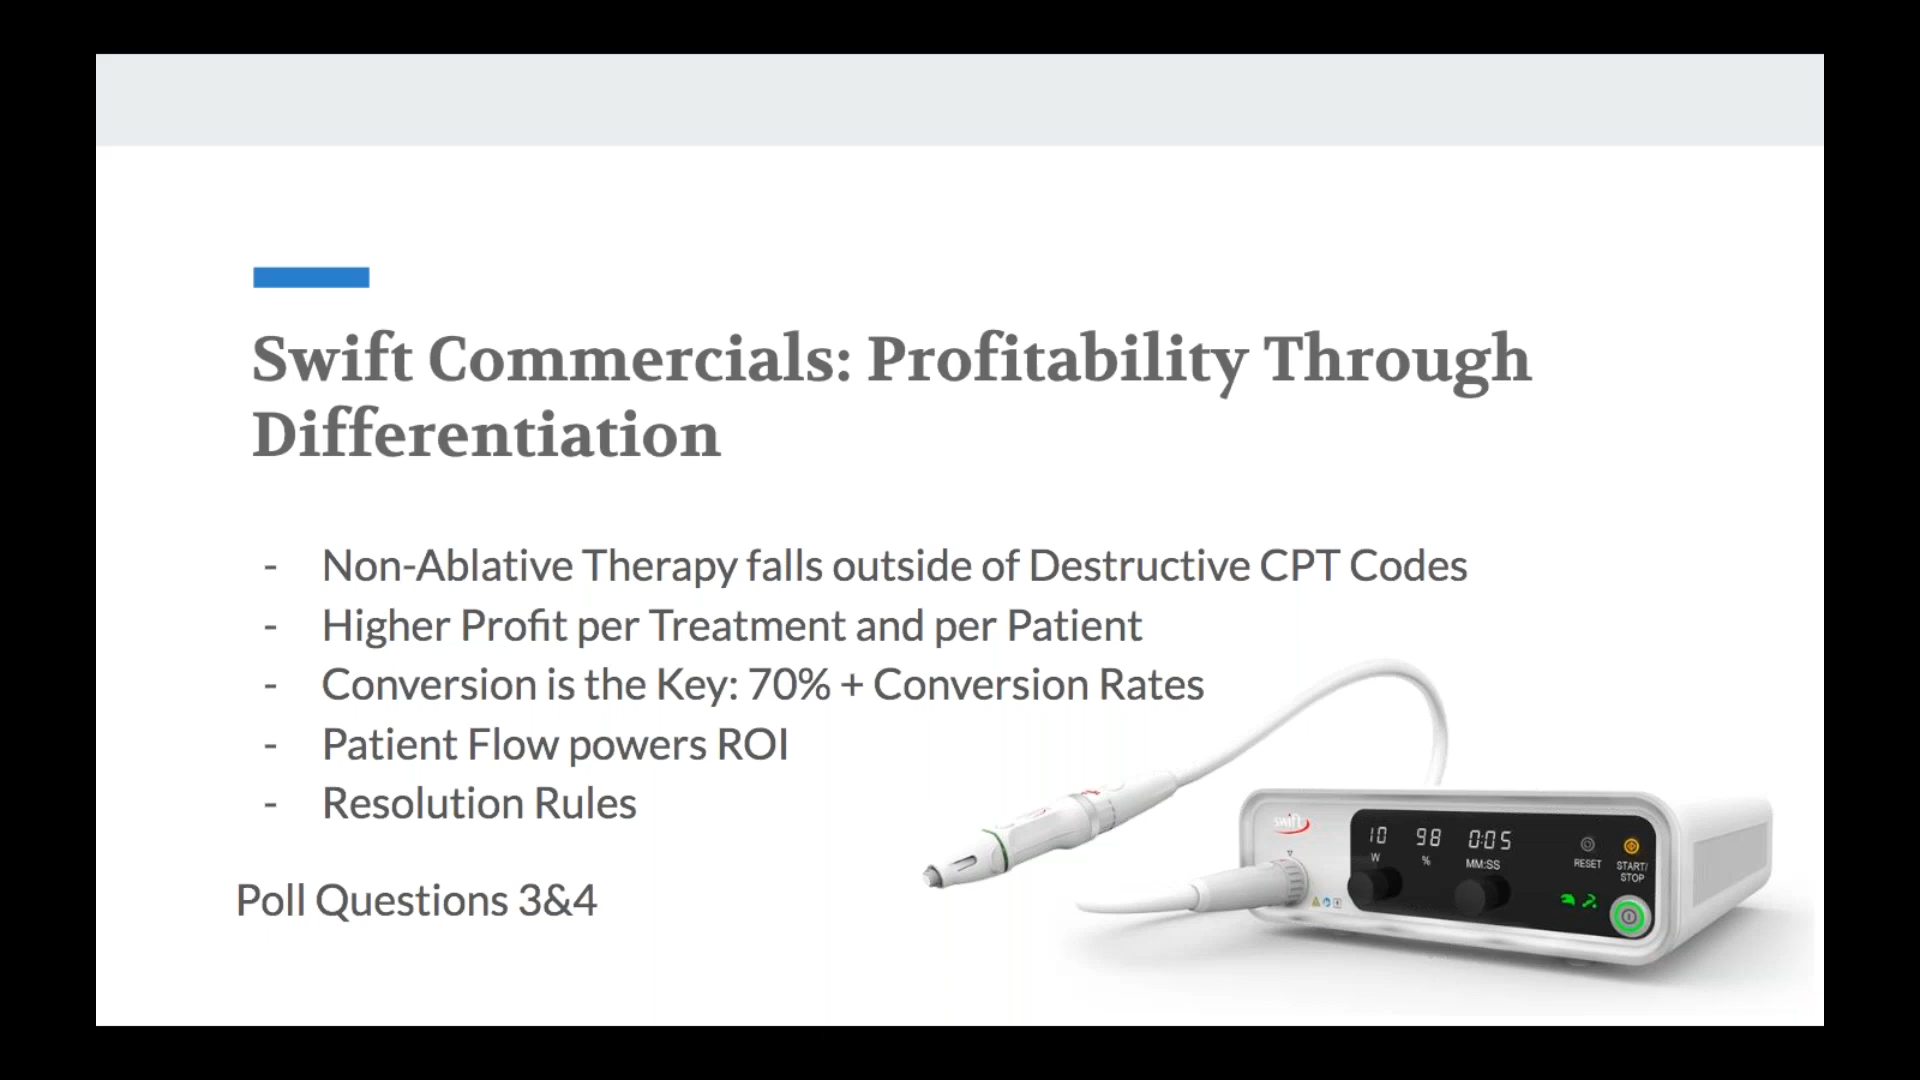 Swift Commercials: Profitability Through
Differentiation
- Non-Ablative Therapy falls outside of Destructive CPT Codes
- Higher Profit per Treatment and per Patient
- Conversion is the Key: 70% + Conversion Rates
- Patient Flow powers ROI
- Resolution Rules
Poll Questions 3&4
swift
10 98 0:05
W % MM:SS
RESET START/
STOP